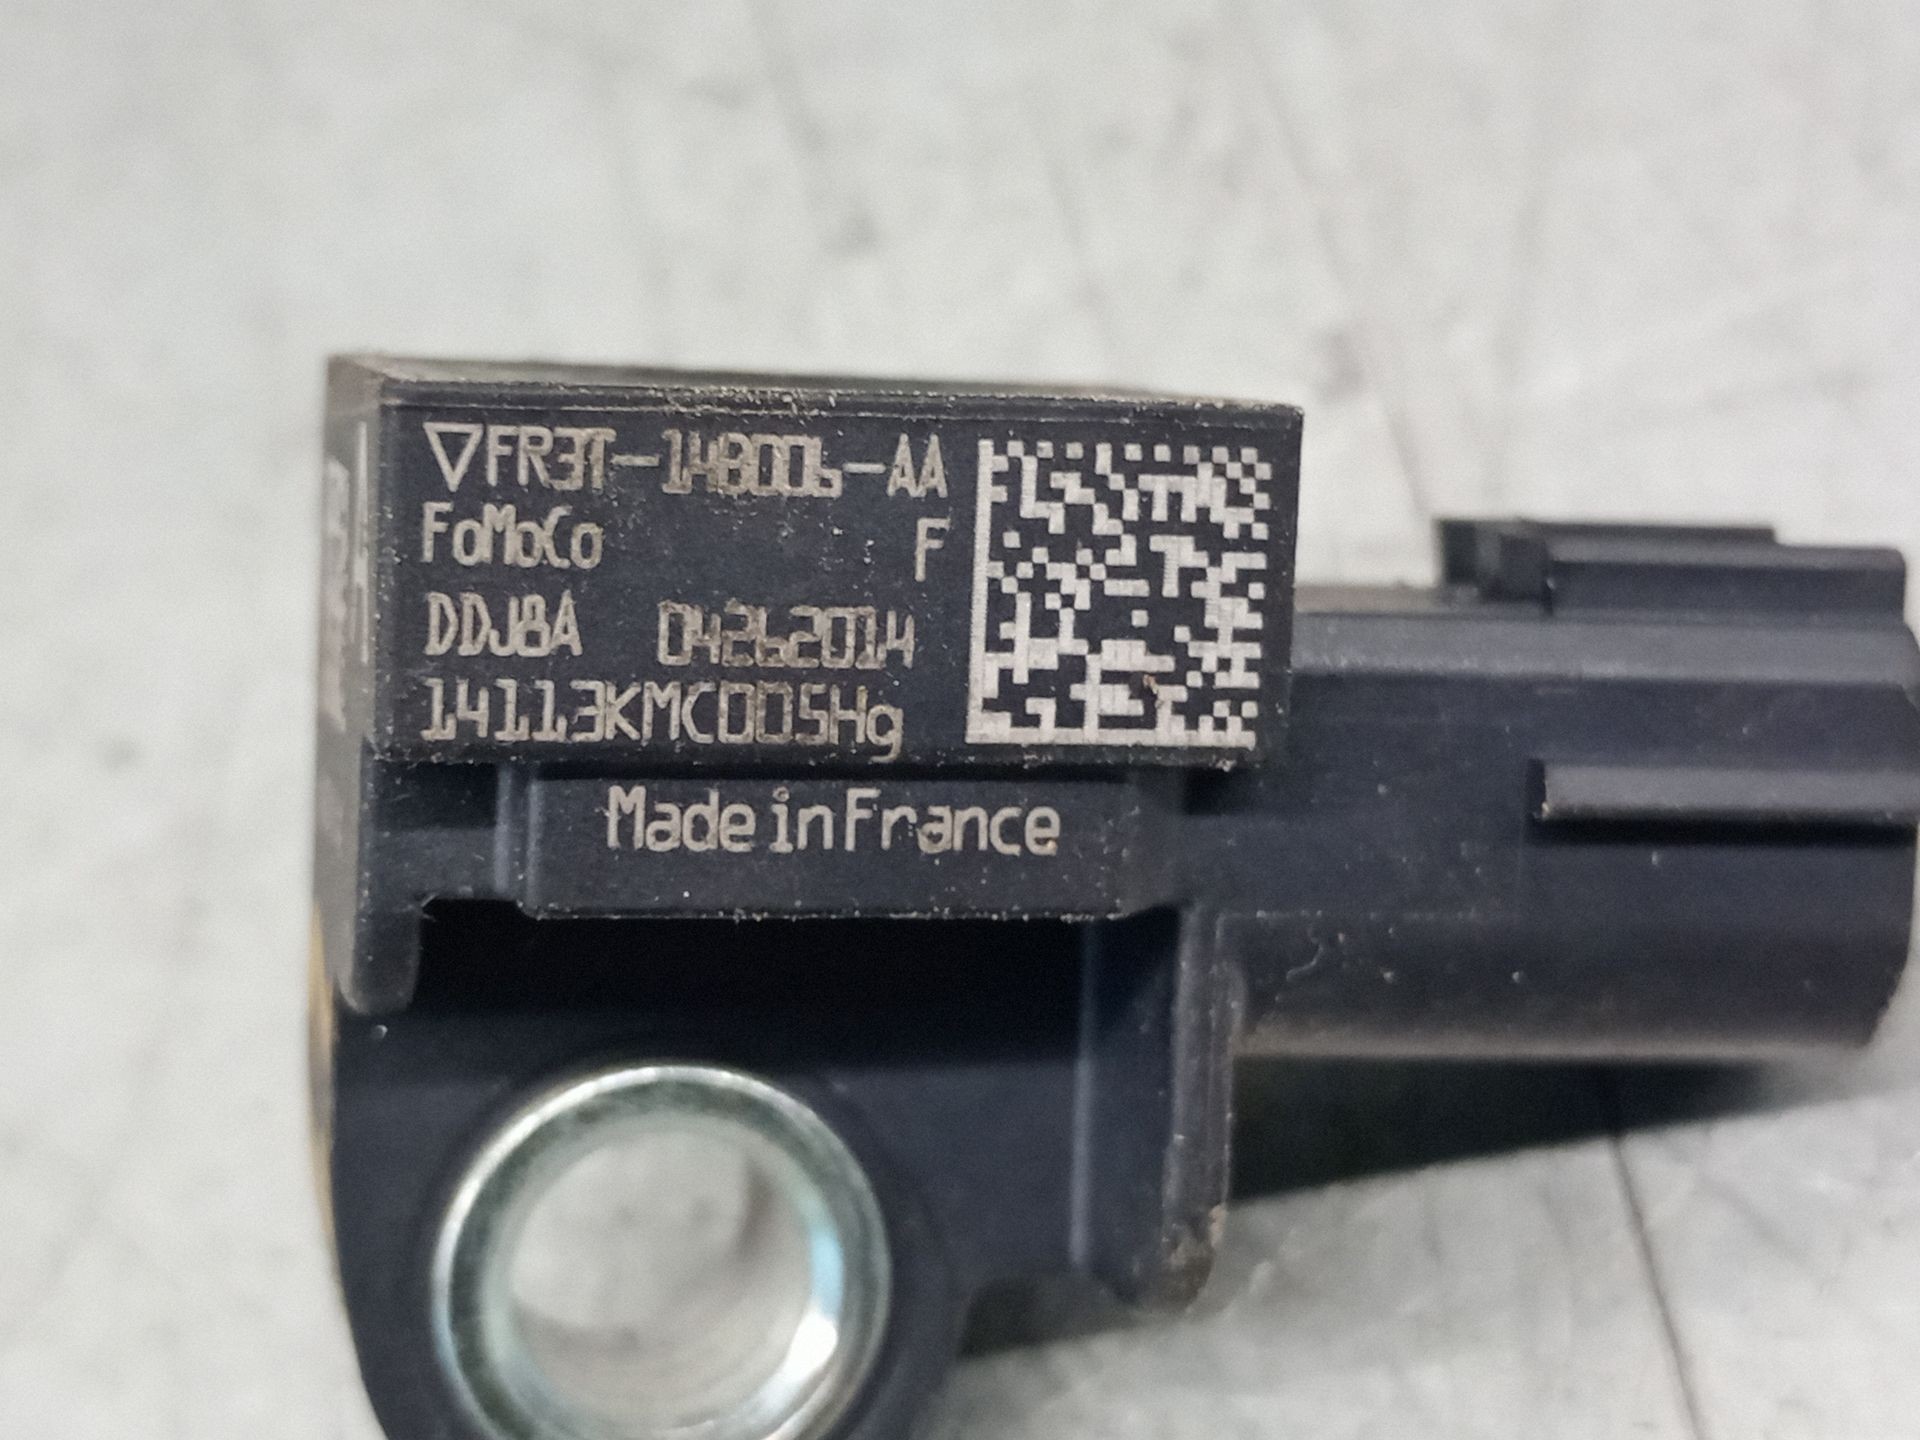 ▽FR3T-14B006-AA
FoMoCo F
DDJ8A 04262014
14113KMC005Hg
Made in France